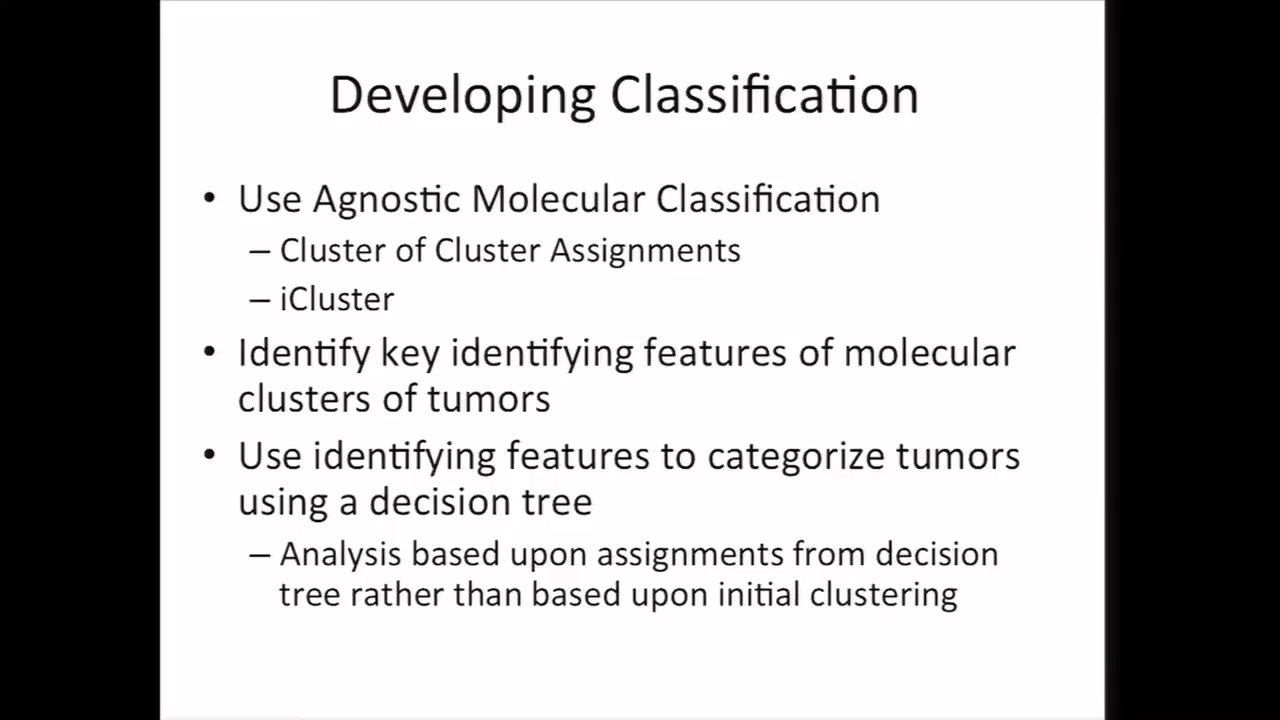 Developing Classification
• Use Agnostic Molecular Classification
– Cluster of Cluster Assignments
– iCluster
• Identify key identifying features of molecular
clusters of tumors
• Use identifying features to categorize tumors
using a decision tree
– Analysis based upon assignments from decision
tree rather than based upon initial clustering